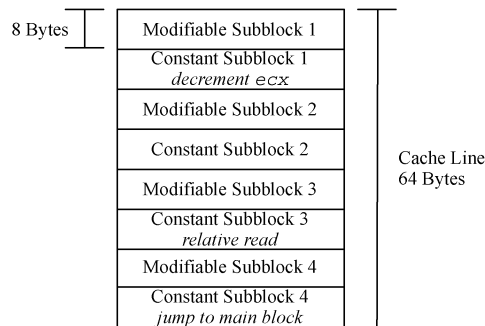 8 Bytes
Modifiable Subblock 1
Constant Subblock 1
decrement ecx
Modifiable Subblock 2
Constant Subblock 2
Modifiable Subblock 3
Constant Subblock 3
relative read
Modifiable Subblock 4
Constant Subblock 4
jump to main block
Cache Line
64 Bytes